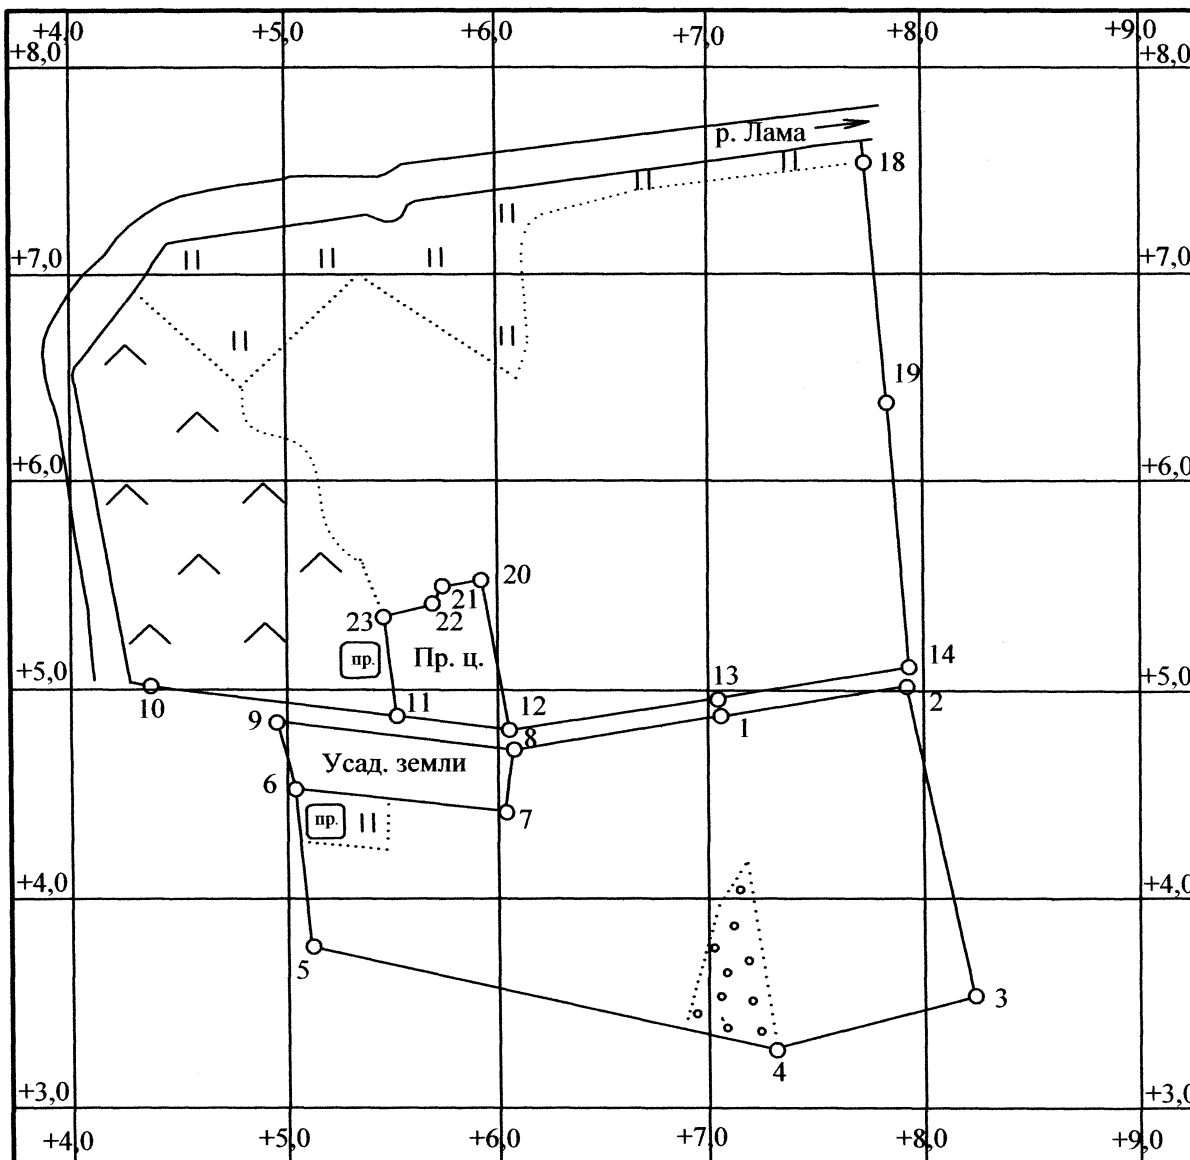 +4,0 +5,0 +6,0 +7,0 +8,0 +9,0
+8,0 +8,0
р. Лама
18
+7,0 +7,0
19
+6,0 +6,0
20
21
22
23
пр. Пр. ц.
14
+5,0 +5,0
13
10 11 12 2
9 8 1
Усад. земли
6
пр. 7
+4,0 +4,0
5
3
4
+3,0 +3,0
+4,0 +5,0 +6,0 +7,0 +8,0 +9,0